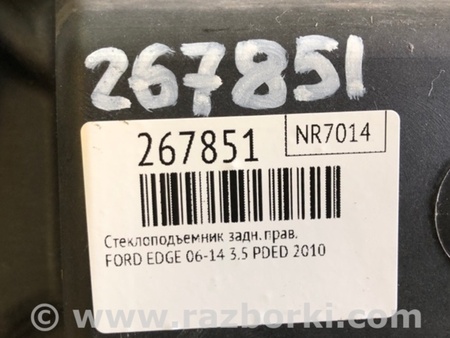 267851
267851
NR7014
Стеклоподъемник задн.прав.
FORD EDGE 06-14 3.5 PDED 2010
© www.razborki.com